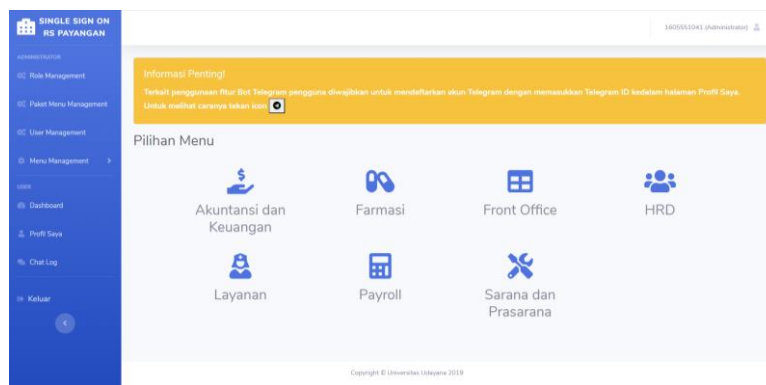 SINGLE SIGN ON
RS PAYANGAN
1605551041 (Administrator)
ADMINISTRATOR
Role Management
Paket Menu Management
User Management
Menu Management
USER
Dashboard
Profil Saya
Chat Log
Keluar
Informasi Penting!
Terkait penggunaan fitur Bot Telegram pengguna diwajibkan untuk mendaftarkan akun Telegram dengan memasukkan Telegram ID kedalam halaman Profil Saya.
Untuk melihat caranya tekan icon
Pilihan Menu
Akuntansi dan
Keuangan
Farmasi
Front Office
HRD
Layanan
Payroll
Sarana dan
Prasarana
Copyright © Universitas Udayana 2019